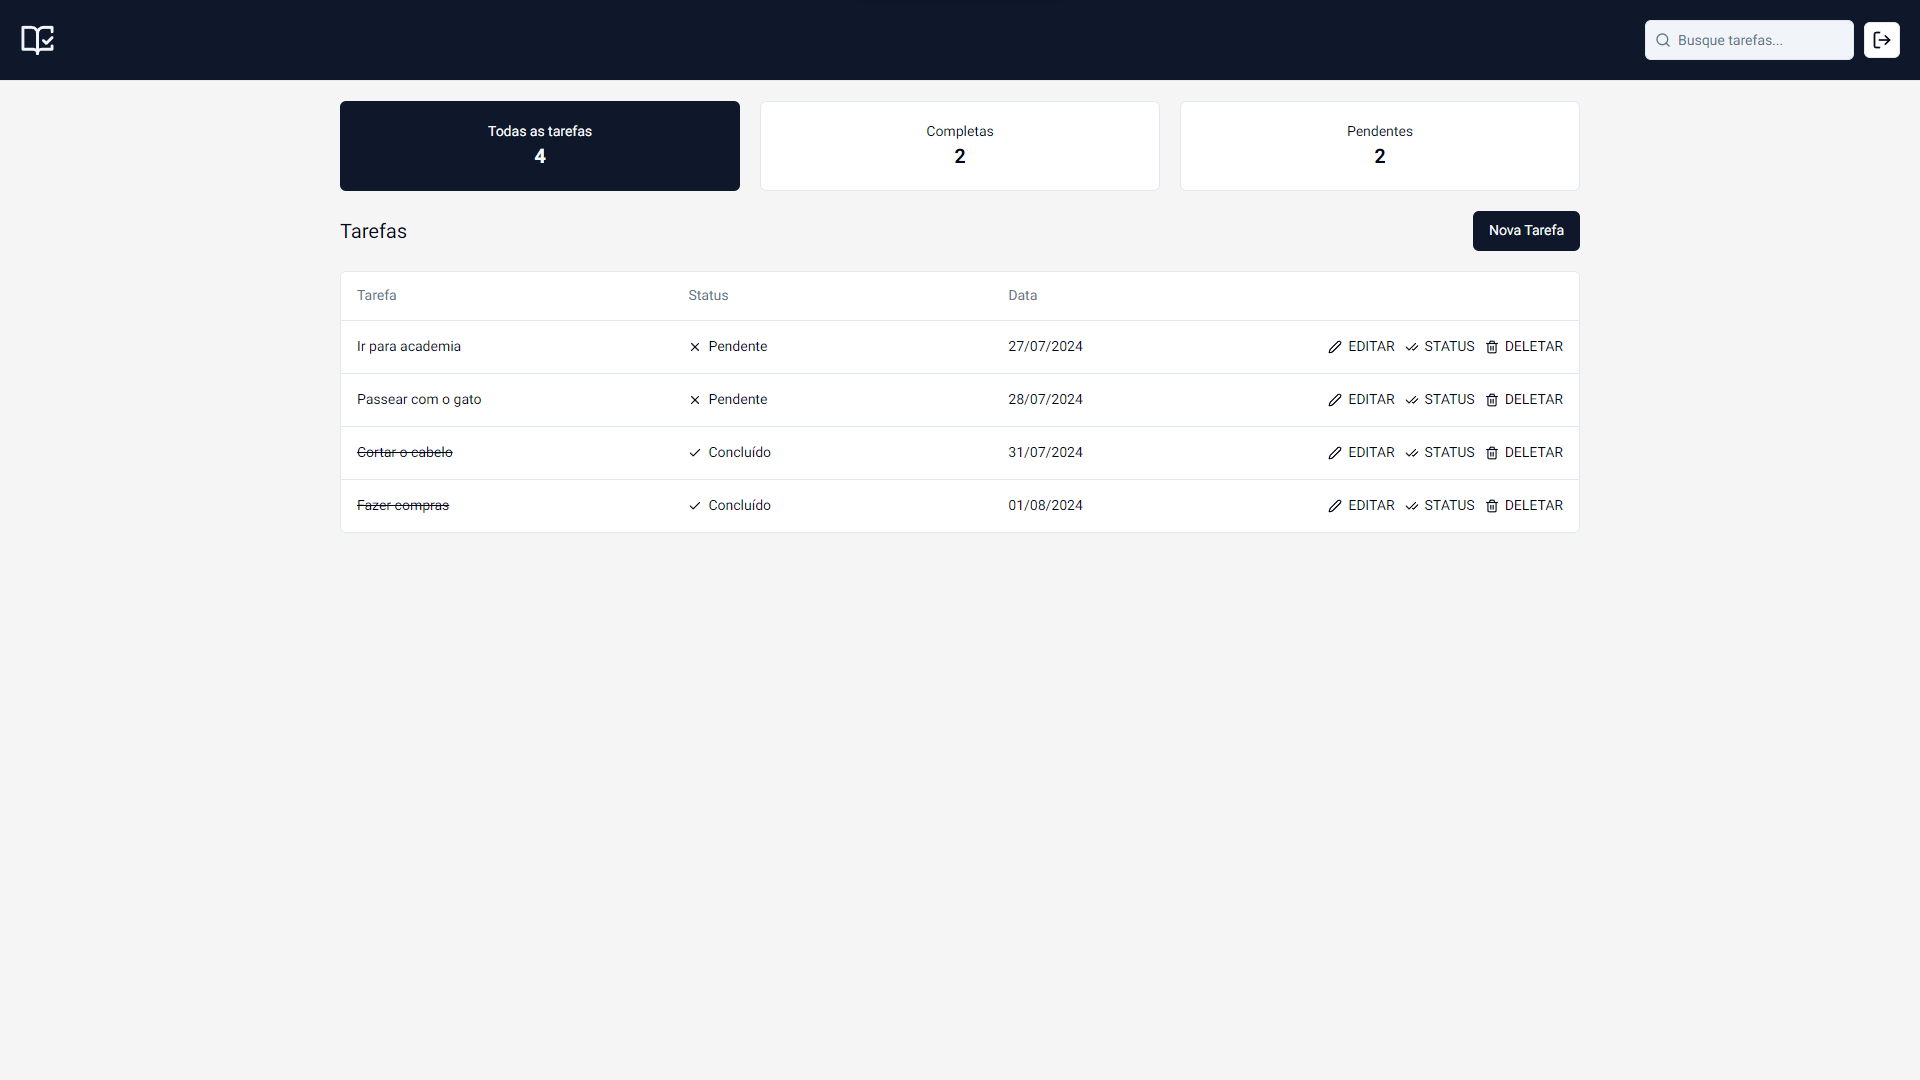 Busque tarefas...
Todas as tarefas
4
Completas
2
Pendentes
2
Tarefas
Nova Tarefa
Tarefa Status Data
Ir para academia Pendente 27/07/2024 EDITAR STATUS DELETAR
Passear com o gato Pendente 28/07/2024 EDITAR STATUS DELETAR
Cortar o cabelo Concluído 31/07/2024 EDITAR STATUS DELETAR
Fazer compras Concluído 01/08/2024 EDITAR STATUS DELETAR